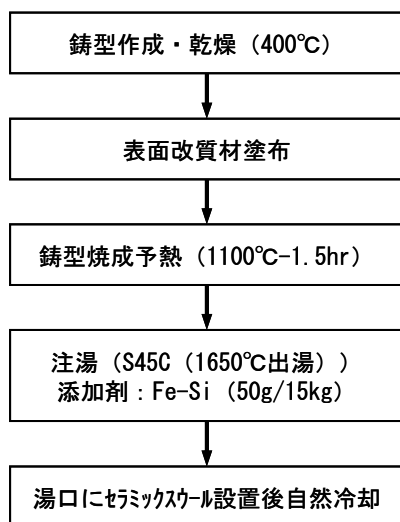 鋳型作成・乾燥（400℃）
表面改質材塗布
鋳型焼成予熱（1100℃-1.5hr）
注湯（S45C（1650℃出湯））
添加剤：Fe-Si（50g/15kg）
湯口にｾﾗﾐｯｸｽｳｰﾙ設置後自然冷却